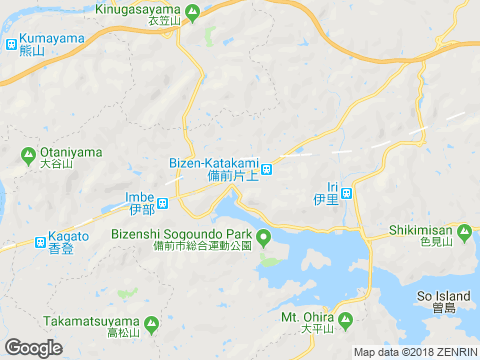 Kinugasayama
衣笠山
Kumayama
熊山
Otaniyama
大谷山
Bizen-Katakami
備前片上
Imbe
伊部
Iri
伊里
Kagato
香登
Bizenshi Sogoundo Park
備前市総合運動公園
Shikimisan
色見山
So Island
曽島
Mt. Ohira
大平山
Takamatsuyama
高松山
Google
Map data ©2018 ZENRIN